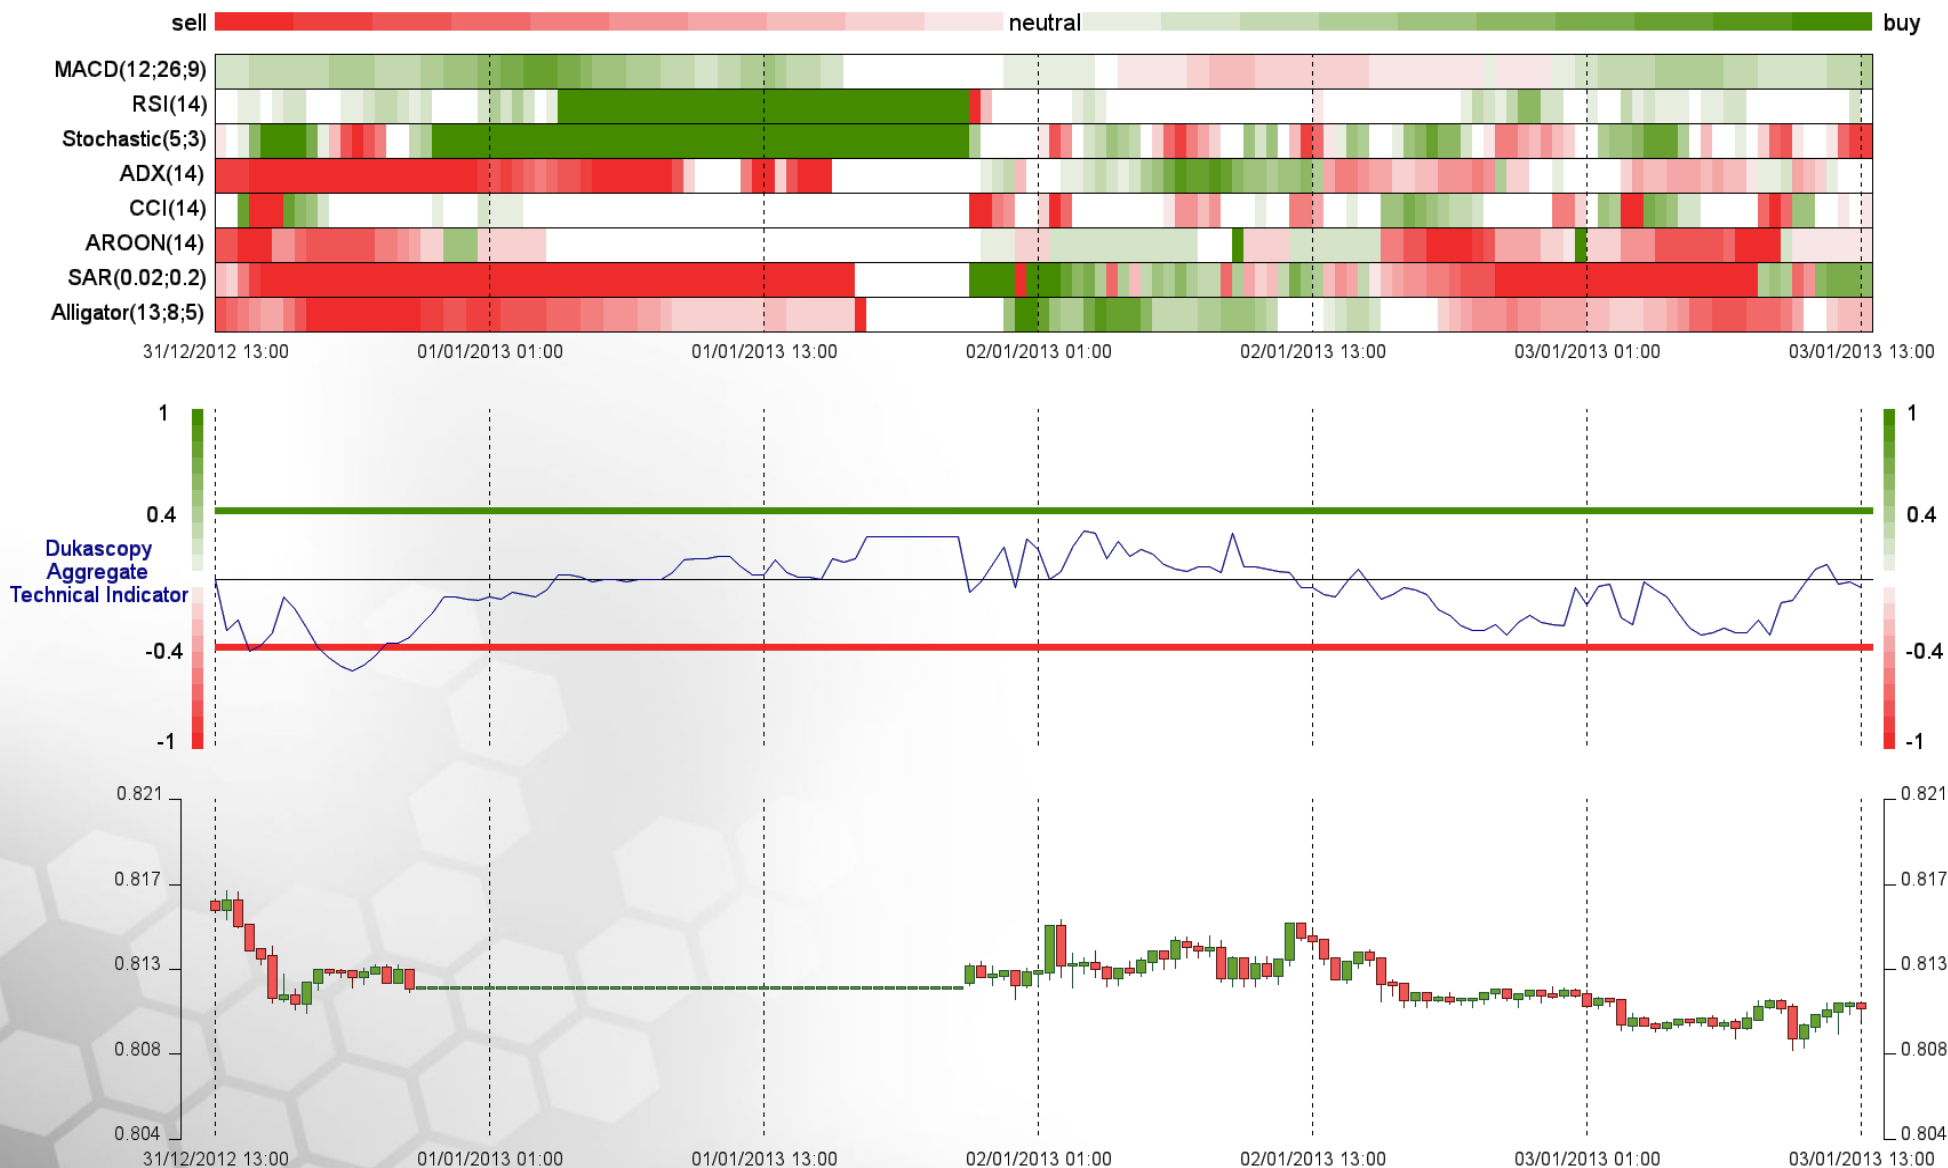 sell neutral buy
MACD(12;26;9)
RSI(14)
Stochastic(5;3)
ADX(14)
CCI(14)
AROON(14)
SAR(0.02;0.2)
Alligator(13;8;5)
31/12/2012 13:00 01/01/2013 01:00 01/01/2013 13:00 02/01/2013 01:00 02/01/2013 13:00 03/01/2013 01:00 03/01/2013 13:00
1 1
0.4 0.4
Dukascopy
Aggregate
Technical Indicator
-0.4 -0.4
-1 -1
0.821 0.821
0.817 0.817
0.813 0.813
0.808 0.808
0.804 0.804
31/12/2012 13:00 01/01/2013 01:00 01/01/2013 13:00 02/01/2013 01:00 02/01/2013 13:00 03/01/2013 01:00 03/01/2013 13:00